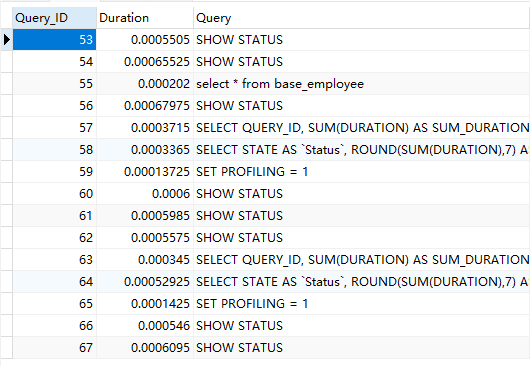 Query_ID Duration Query
53 0.0005505 SHOW STATUS
54 0.00065525 SHOW STATUS
55 0.000202 select * from base_employee
56 0.00067975 SHOW STATUS
57 0.0003715 SELECT QUERY_ID, SUM(DURATION) AS SUM_DURATION
58 0.0003365 SELECT STATE AS `Status`, ROUND(SUM(DURATION),7) A
59 0.00013725 SET PROFILING = 1
60 0.0006 SHOW STATUS
61 0.0005985 SHOW STATUS
62 0.0005575 SHOW STATUS
63 0.000345 SELECT QUERY_ID, SUM(DURATION) AS SUM_DURATION
64 0.00052925 SELECT STATE AS `Status`, ROUND(SUM(DURATION),7) A
65 0.0001425 SET PROFILING = 1
66 0.000546 SHOW STATUS
67 0.0006095 SHOW STATUS